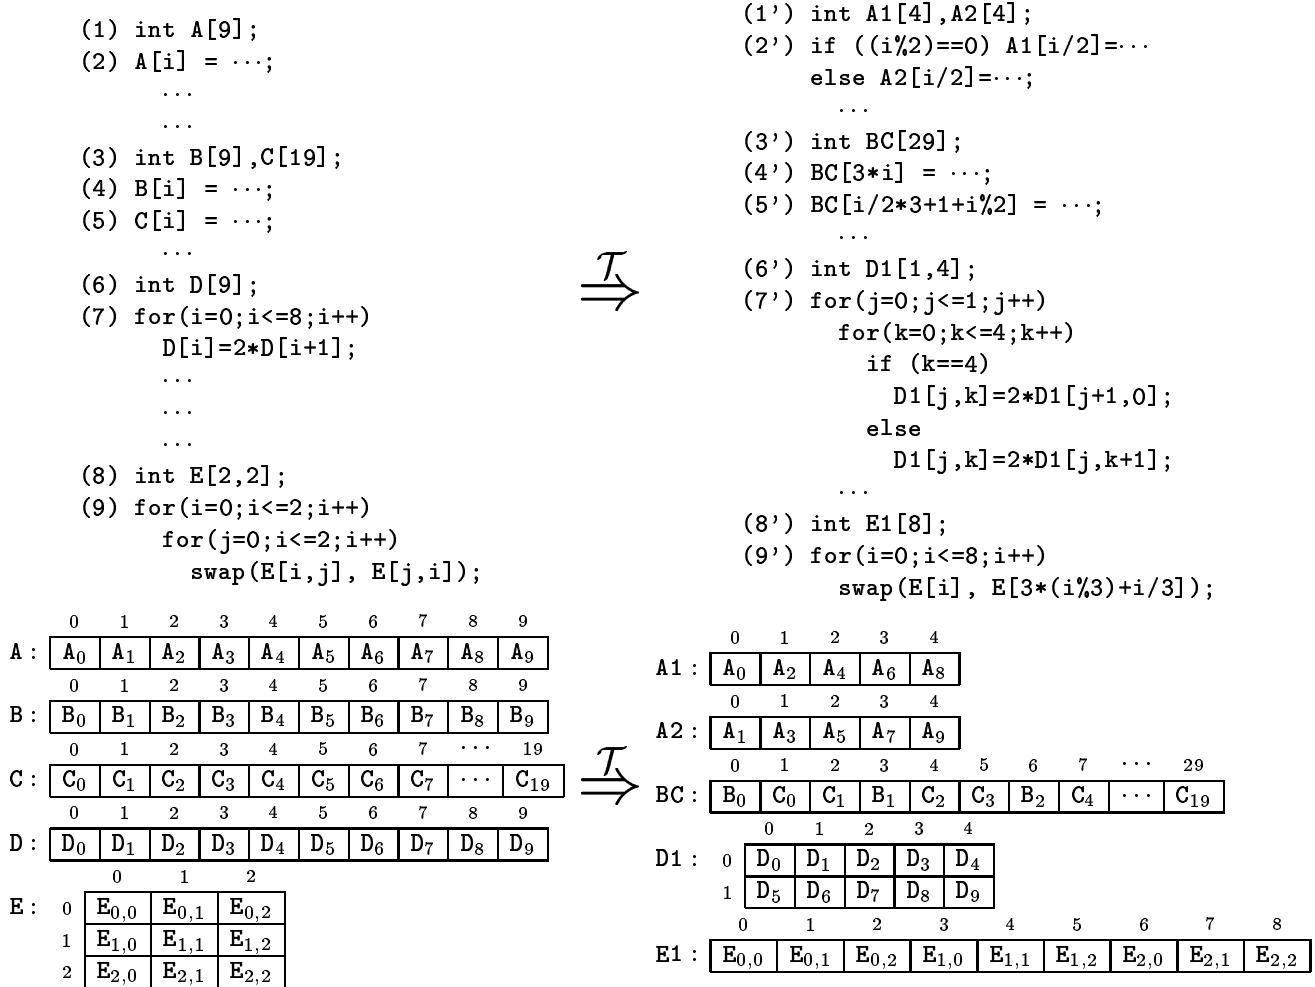 (1) int A[9];
(2) A[i] = ···;
···
···
(3) int B[9],C[19];
(4) B[i] = ···;
(5) C[i] = ···;
···
(6) int D[9];
(7) for(i=0;i<=8;i++)
D[i]=2*D[i+1];
···
···
···
(8) int E[2,2];
(9) for(i=0;i<=2;i++)
for(j=0;i<=2;i++)
swap(E[i,j], E[j,i]);
T
⇒
(1') int A1[4],A2[4];
(2') if ((i%2)==0) A1[i/2]=···
else A2[i/2]=···;
···
(3') int BC[29];
(4') BC[3*i] = ···;
(5') BC[i/2*3+1+i%2] = ···;
···
(6') int D1[1,4];
(7') for(j=0;j<=1;j++)
for(k=0;k<=4;k++)
if (k==4)
D1[j,k]=2*D1[j+1,0];
else
D1[j,k]=2*D1[j,k+1];
···
(8') int E1[8];
(9') for(i=0;i<=8;i++)
swap(E[i], E[3*(i%3)+i/3]);
0 1 2 3 4 5 6 7 8 9
A: A0 A1 A2 A3 A4 A5 A6 A7 A8 A9
0 1 2 3 4 5 6 7 8 9
B: B0 B1 B2 B3 B4 B5 B6 B7 B8 B9
0 1 2 3 4 5 6 7 ··· 19
C: C0 C1 C2 C3 C4 C5 C6 C7 ··· C19
0 1 2 3 4 5 6 7 8 9
D: D0 D1 D2 D3 D4 D5 D6 D7 D8 D9
0 1 2
E: 0 E0,0 E0,1 E0,2
1 E1,0 E1,1 E1,2
2 E2,0 E2,1 E2,2
T
⇒
0 1 2 3 4
A1: A0 A2 A4 A6 A8
0 1 2 3 4
A2: A1 A3 A5 A7 A9
0 1 2 3 4 5 6 7 ··· 29
BC: B0 C0 C1 B1 C2 C3 B2 C4 ··· C19
0 1 2 3 4
D1: 0 D0 D1 D2 D3 D4
1 D5 D6 D7 D8 D9
0 1 2 3 4 5 6 7 8
E1: E0,0 E0,1 E0,2 E1,0 E1,1 E1,2 E2,0 E2,1 E2,2